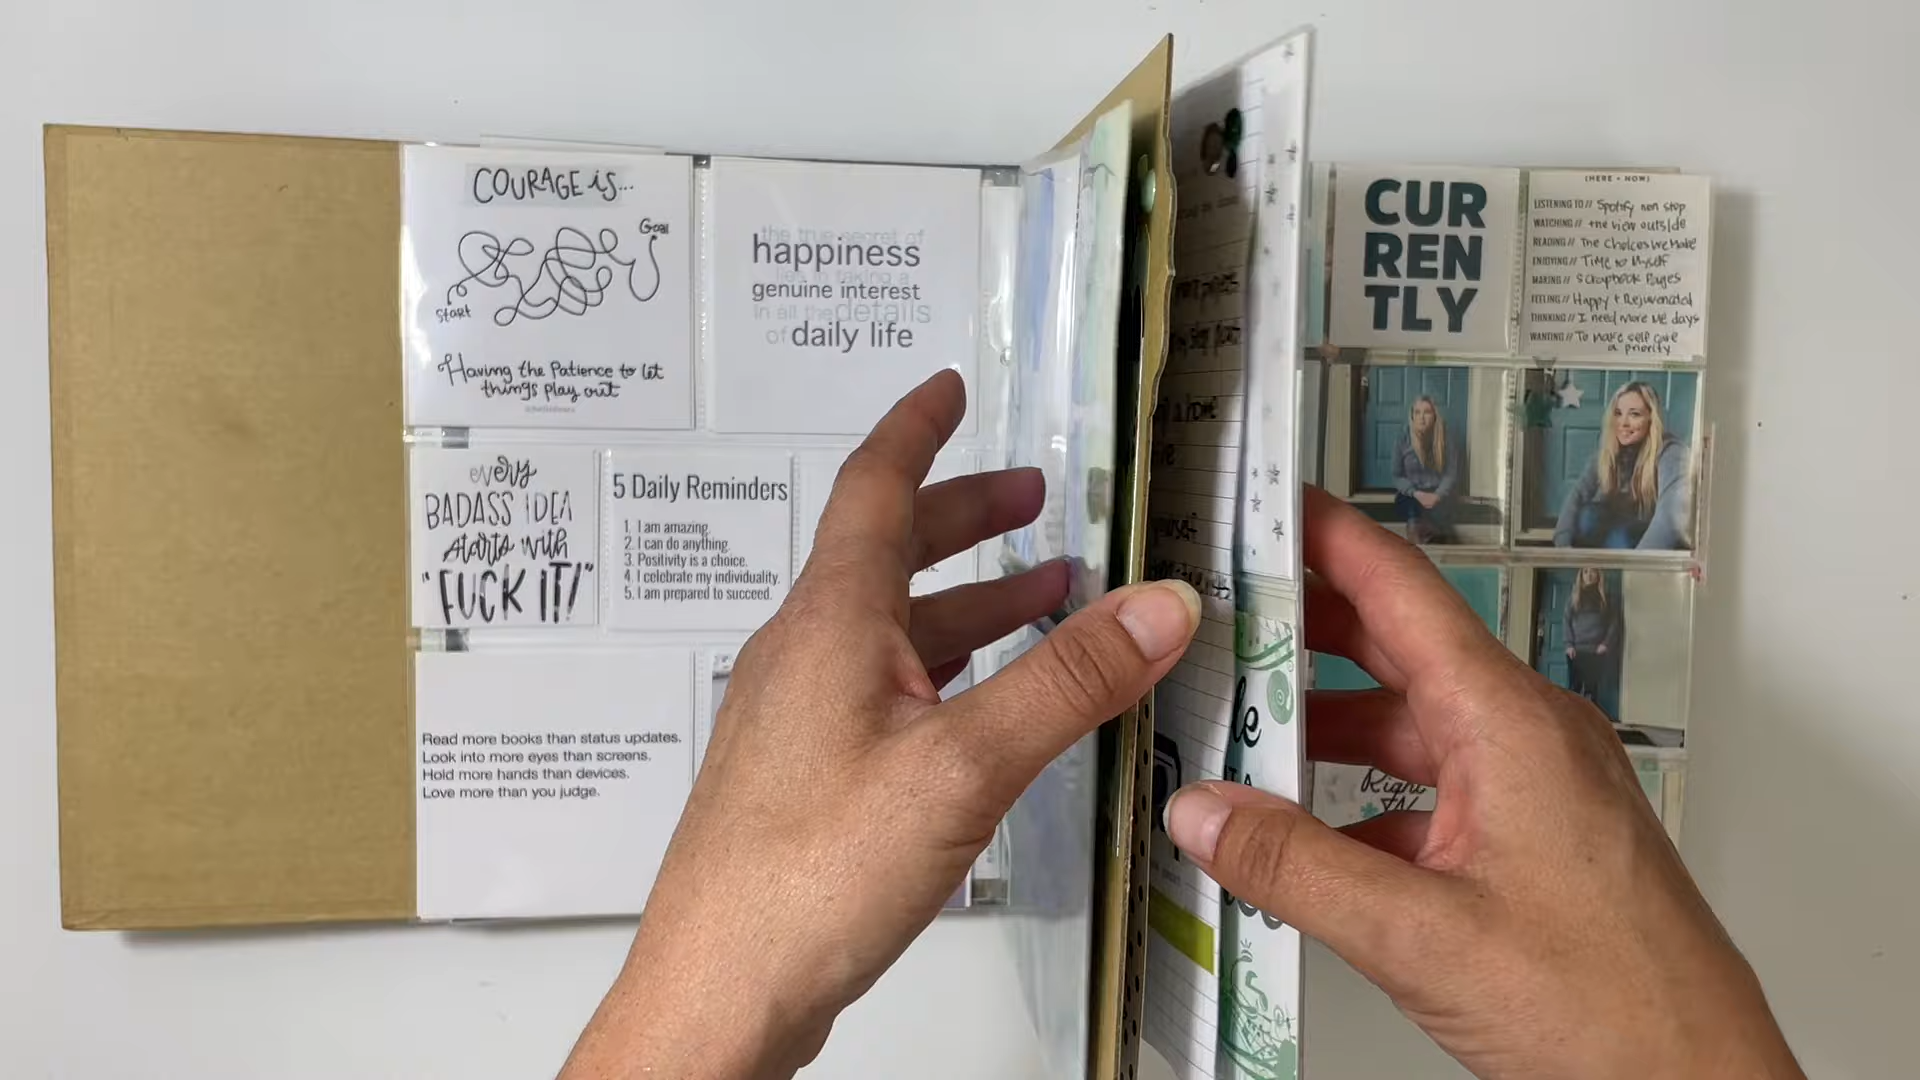 COURAGE is...
Goal
Start
Having the Patience to let
things play out
the true secret of
happiness
lies in taking a
genuine interest
in all the details
of daily life
every
BADASS IDEA
starts with
"FUCK IT!"
5 Daily Reminders
1. I am amazing.
2. I can do anything.
3. Positivity is a choice.
4. I celebrate my individuality.
5. I am prepared to succeed.
Read more books than status updates.
Look into more eyes than screens.
Hold more hands than devices.
Love more than you judge.
CUR
REN
TLY
(HERE + NOW)
LISTENING TO// Spotify non stop
WATCHING// the view outside
READING// The Choices We Make
ENJOYING// Time to Myself
MAKING// Scrapbook Pages
FEELING// Happy + Rejuvenated
THINKING// I need more me days
WANTING// To make self care
a priority
Right